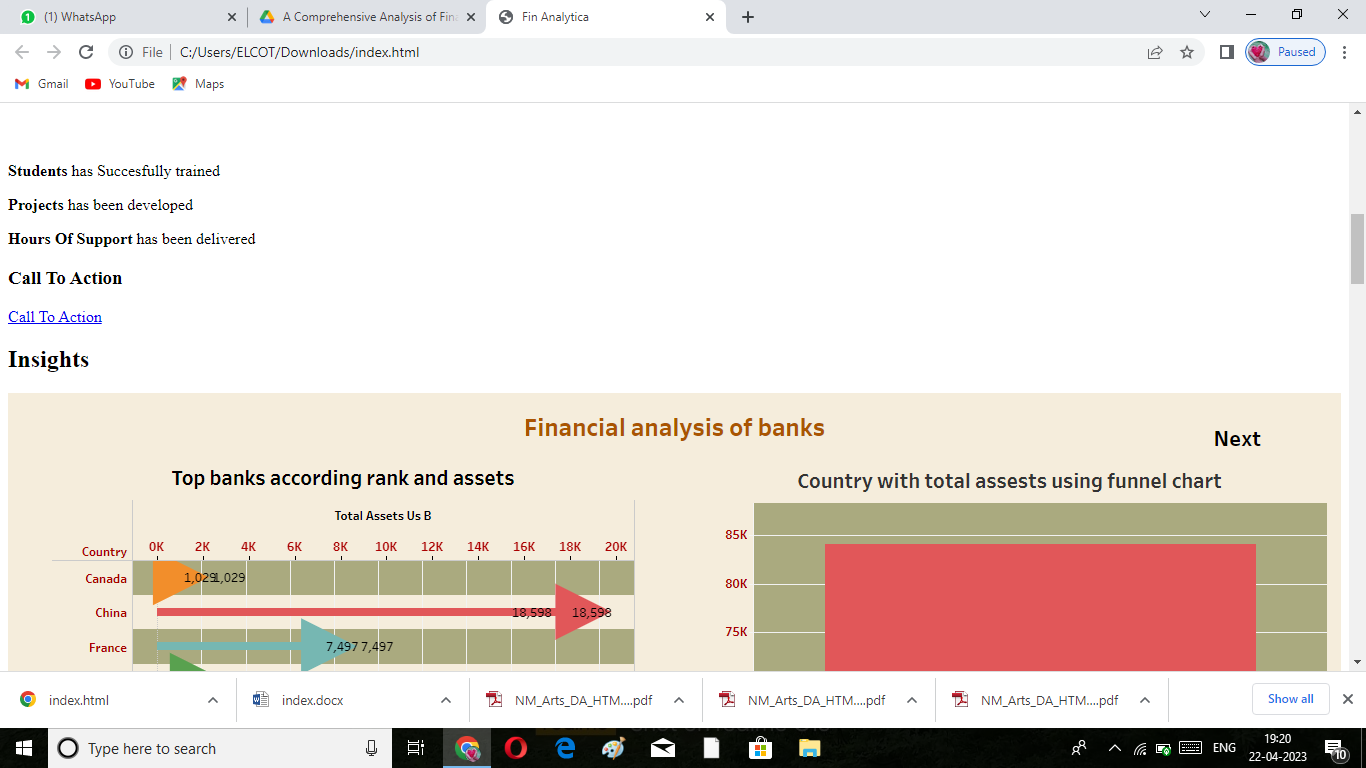 (1) WhatsApp
A Comprehensive Analysis of Fina
Fin Analytica
File
C:/Users/ELCOT/Downloads/index.html
Paused
Gmail
YouTube
Maps
Students has Succesfully trained
Projects has been developed
Hours Of Support has been delivered
Call To Action
Call To Action
Insights
Financial analysis of banks
Next
Top banks according rank and assets
Total Assets Us B
Country 0K 2K 4K 6K 8K 10K 12K 14K 16K 18K 20K
Canada 1,029 1,029
China 18,598 18,598
France 7,497 7,497
Country with total assests using funnel chart
85K
80K
75K
index.html
index.docx
NM_Arts_DA_HTM....pdf
NM_Arts_DA_HTM....pdf
NM_Arts_DA_HTM....pdf
Show all
Type here to search
ENG
19:20
22-04-2023
10